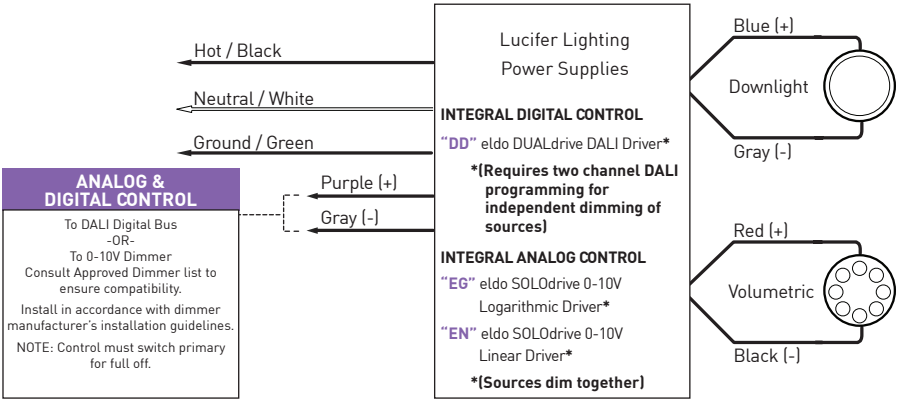 Hot / Black
Neutral / White
Ground / Green
Purple (+)
Gray (-)
ANALOG &
DIGITAL CONTROL
To DALI Digital Bus
-OR-
To 0-10V Dimmer
Consult Approved Dimmer list to
ensure compatibility.
Install in accordance with dimmer
manufacturer's installation guidelines.
NOTE: Control must switch primary
for full off.
Lucifer Lighting
Power Supplies
INTEGRAL DIGITAL CONTROL
“DD” eldo DUALdrive DALI Driver*
*(Requires two channel DALI
programming for
independent dimming of
sources)
INTEGRAL ANALOG CONTROL
“EG” eldo SOLOdrive 0-10V
Logarithmic Driver*
“EN” eldo SOLOdrive 0-10V
Linear Driver*
*(Sources dim together)
Blue (+)
Downlight
Gray (-)
Red (+)
Volumetric
Black (-)